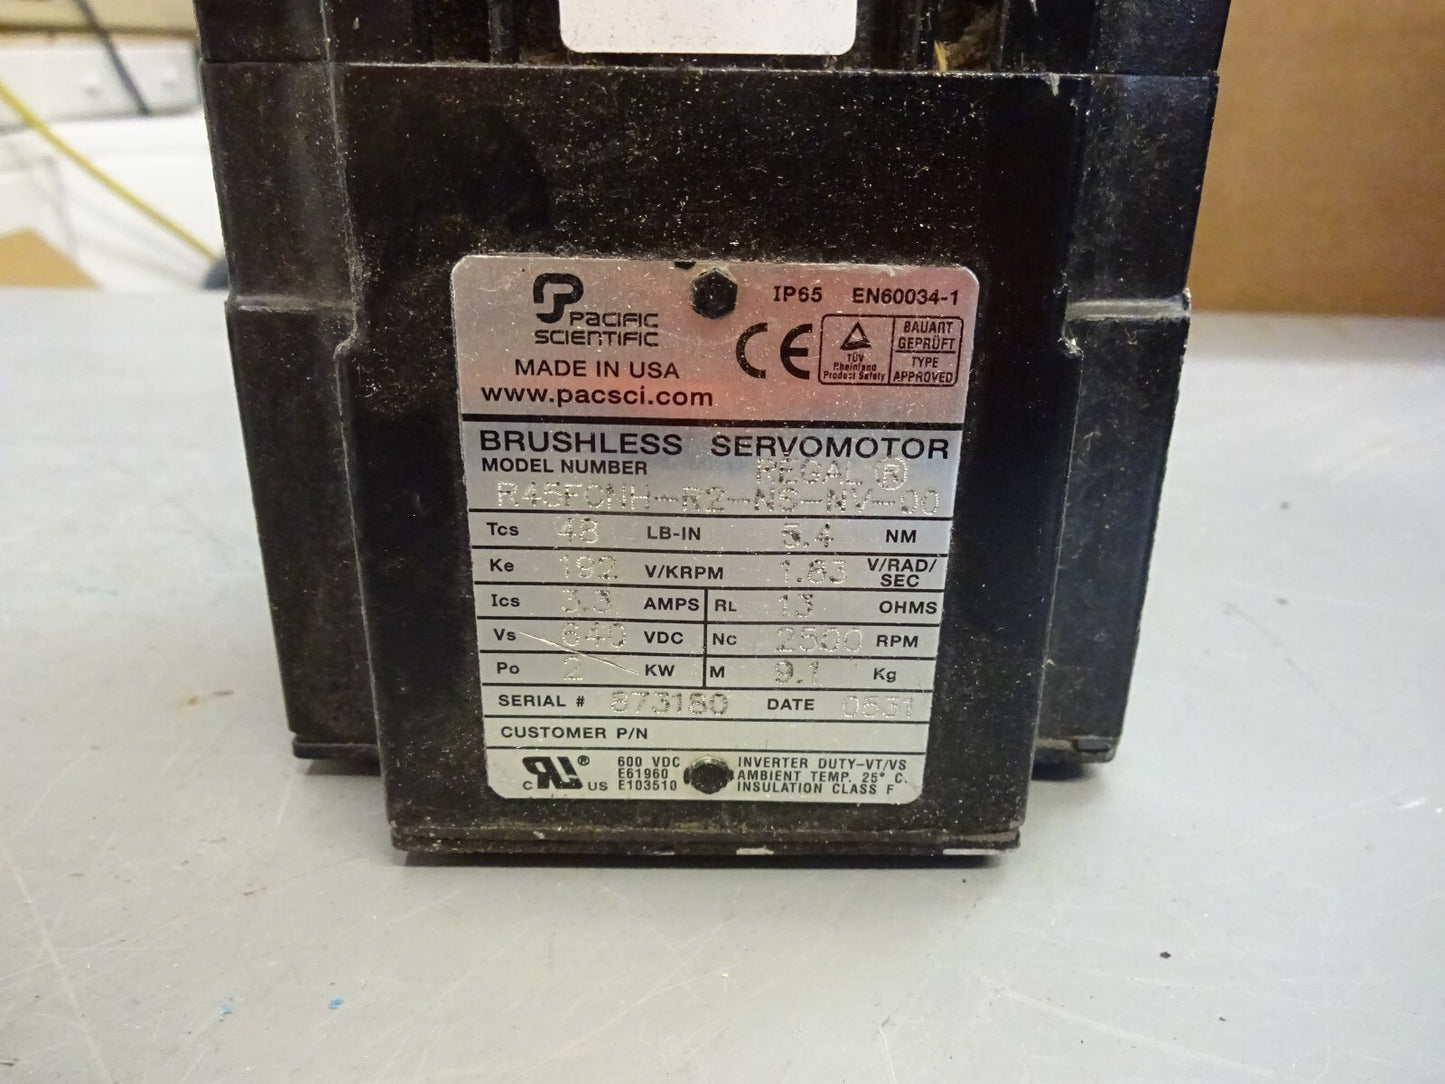 PACIFIC
SCIENTIFIC
MADE IN USA
www.pacsci.com
IP65 EN60034-1
CE
TÜV
Rheinland
Product Safety
BAUART
GEPRÜFT
TYPE
APPROVED
BRUSHLESS SERVOMOTOR
MODEL NUMBER REGAL ®
R45FCNH-R2-NS-NV-00
Tcs 48 LB-IN 5.4 NM
Ke 192 V/KRPM 1.83 V/RAD/
SEC
Ics 3.3 AMPS RL 13 OHMS
Vs 640 VDC Nc 2500 RPM
Po 2 KW M 9.1 Kg
SERIAL # DATE
CUSTOMER P/N
C ® US
600 VDC
E61960
E103510
INVERTER DUTY-VT/VS
AMBIENT TEMP. 25° C.
INSULATION CLASS F